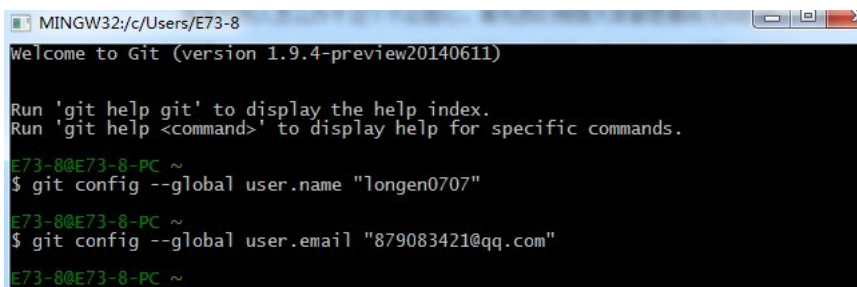 MINGW32:/c/Users/E73-8
Welcome to Git (version 1.9.4-preview20140611)
Run 'git help git' to display the help index.
Run 'git help <command>' to display help for specific commands.
E73-8@E73-8-PC ~
$ git config --global user.name "longen0707"
E73-8@E73-8-PC ~
$ git config --global user.email "879083421@qq.com"
E73-8@E73-8-PC ~